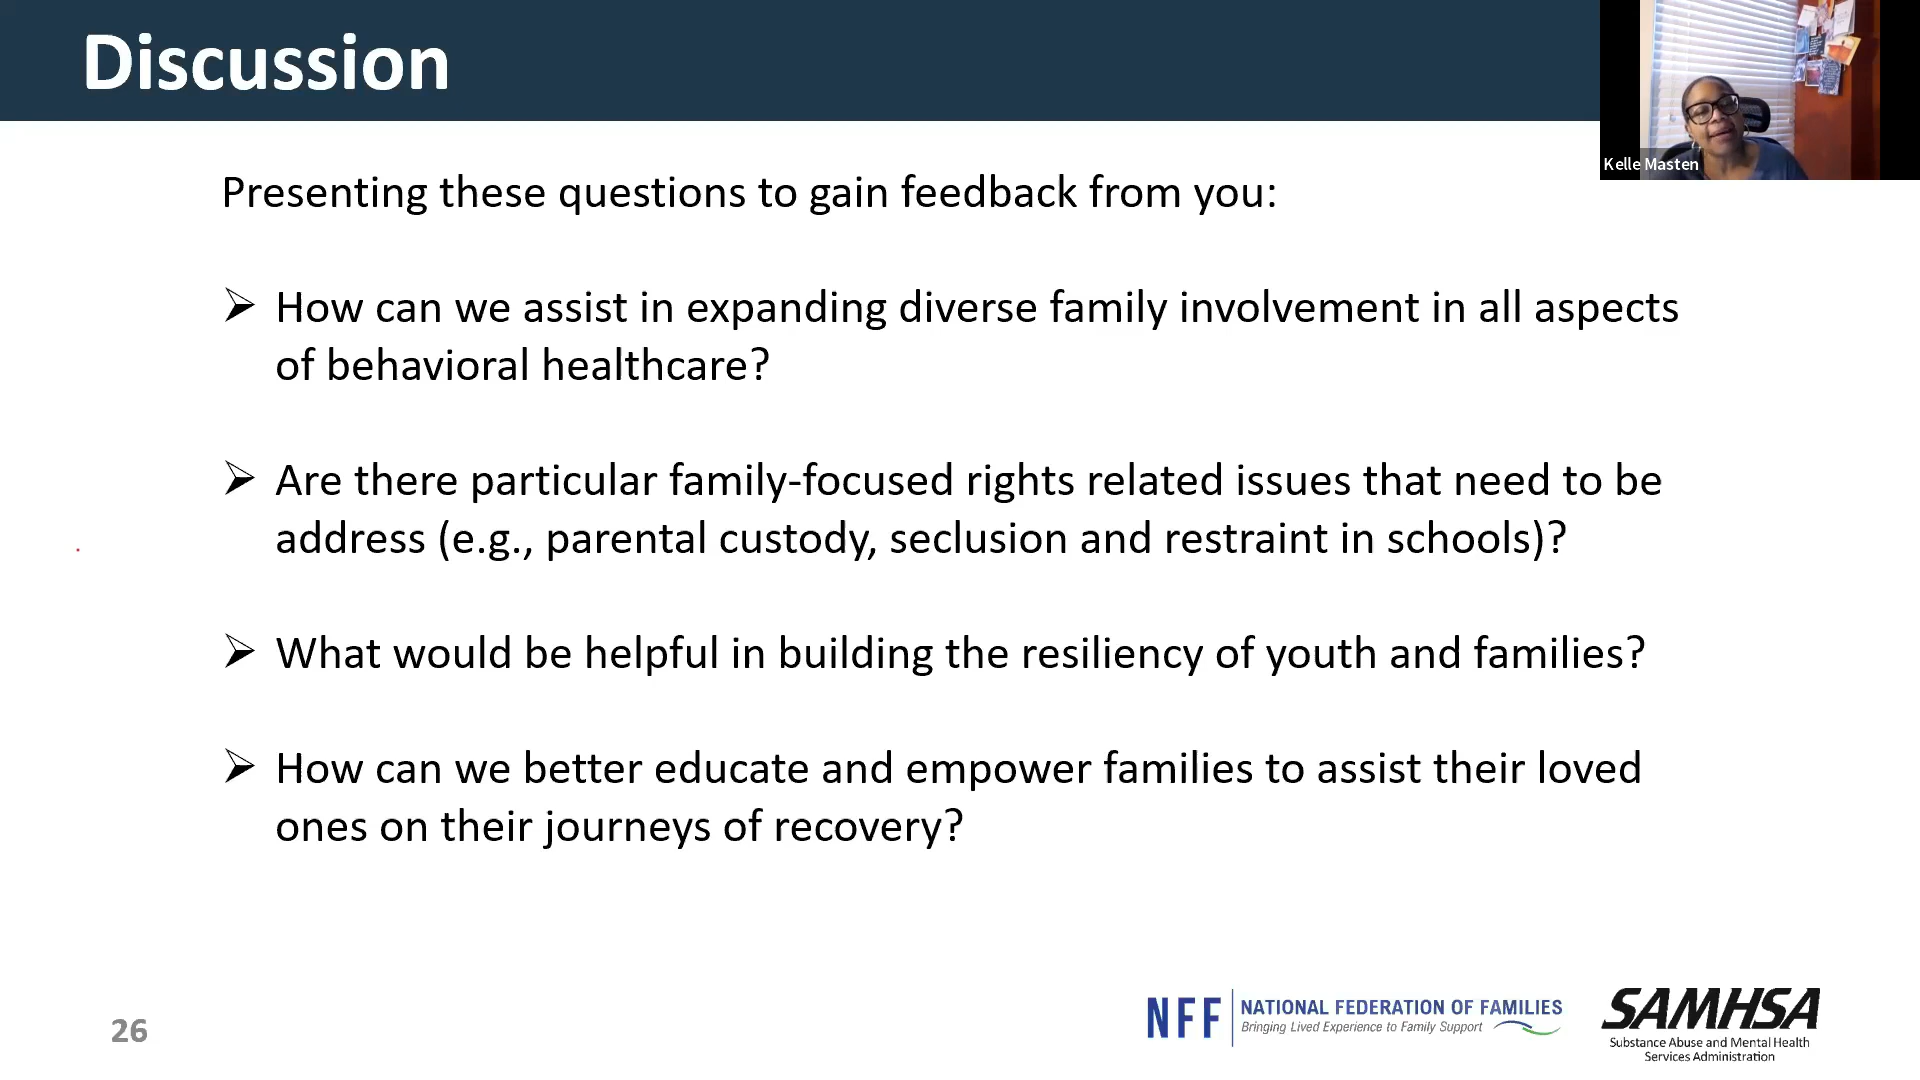 Discussion
Kelle Masten
Presenting these questions to gain feedback from you:
➢ How can we assist in expanding diverse family involvement in all aspects
of behavioral healthcare?
➢ Are there particular family-focused rights related issues that need to be
address (e.g., parental custody, seclusion and restraint in schools)?
➢ What would be helpful in building the resiliency of youth and families?
➢ How can we better educate and empower families to assist their loved
ones on their journeys of recovery?
26
NFF
NATIONAL FEDERATION OF FAMILIES
Bringing Lived Experience to Family Support
SAMHSA
Substance Abuse and Mental Health
Services Administration